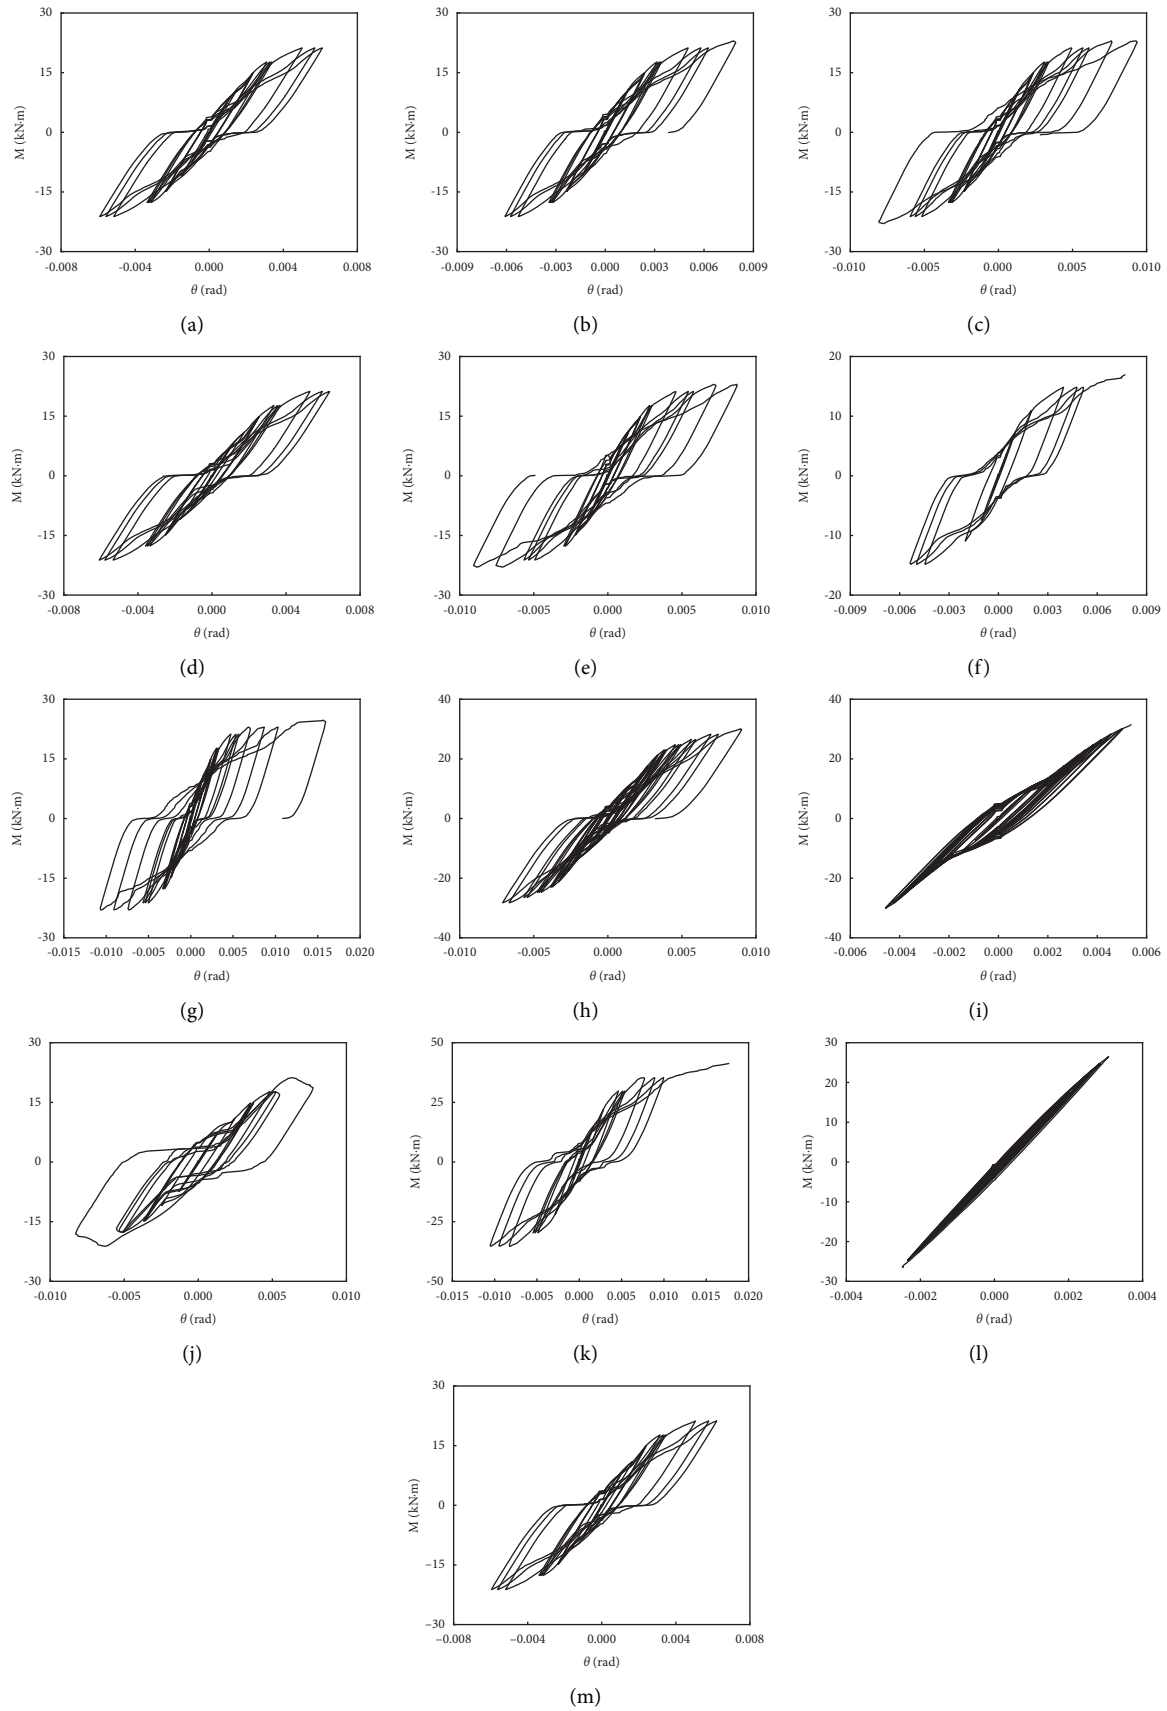 30
15
0
-15
-30
M (kN·m)
-0.008 -0.004 0.000 0.004 0.008
θ (rad)
(a)
30
15
0
-15
-30
M (kN·m)
-0.009 -0.006 -0.003 0.000 0.003 0.006 0.009
θ (rad)
(b)
30
15
0
-15
-30
M (kN·m)
-0.010 -0.005 0.000 0.005 0.010
θ (rad)
(c)
30
15
0
-15
-30
M (kN·m)
-0.008 -0.004 0.000 0.004 0.008
θ (rad)
(d)
30
15
0
-15
-30
M (kN·m)
-0.010 -0.005 0.000 0.005 0.010
θ (rad)
(e)
20
10
0
-10
-20
M (kN·m)
-0.009 -0.006 -0.003 0.000 0.003 0.006 0.009
θ (rad)
(f)
30
15
0
-15
-30
M (kN·m)
-0.015 -0.010 -0.005 0.000 0.005 0.010 0.015 0.020
θ (rad)
(g)
40
20
0
-20
-40
M (kN·m)
-0.010 -0.005 0.000 0.005 0.010
θ (rad)
(h)
40
20
0
-20
-40
M (kN·m)
-0.006 -0.004 -0.002 0.000 0.002 0.004 0.006
θ (rad)
(i)
30
15
0
-15
-30
M (kN·m)
-0.010 -0.005 0.000 0.005 0.010
θ (rad)
(j)
50
25
0
-25
-50
M (kN·m)
-0.015 -0.010 -0.005 0.000 0.005 0.010 0.015 0.020
θ (rad)
(k)
30
20
10
0
-10
-20
-30
M (kN·m)
-0.004 -0.002 0.000 0.002 0.004
θ (rad)
(l)
30
15
0
−15
−30
M (kN·m)
−0.008 −0.004 0.000 0.004 0.008
θ (rad)
(m)